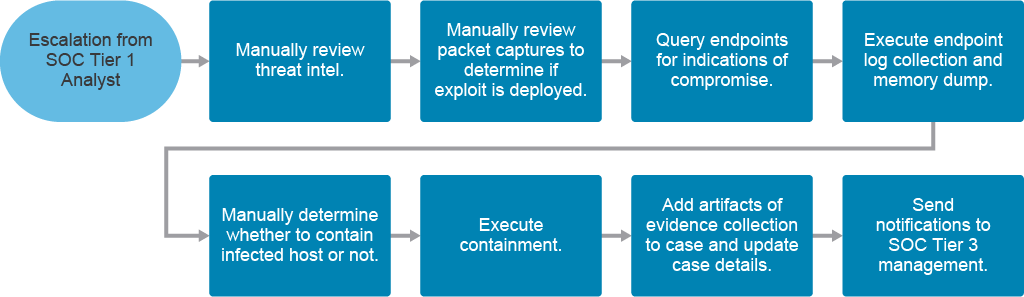 Escalation from
SOC Tier 1
Analyst
Manually review
threat intel.
Manually review
packet captures to
determine if
exploit is deployed.
Query endpoints
for indications of
compromise.
Execute endpoint
log collection and
memory dump.
Manually determine
whether to contain
infected host or not.
Execute
containment.
Add artifacts of
evidence collection
to case and update
case details.
Send
notifications to
SOC Tier 3
management.